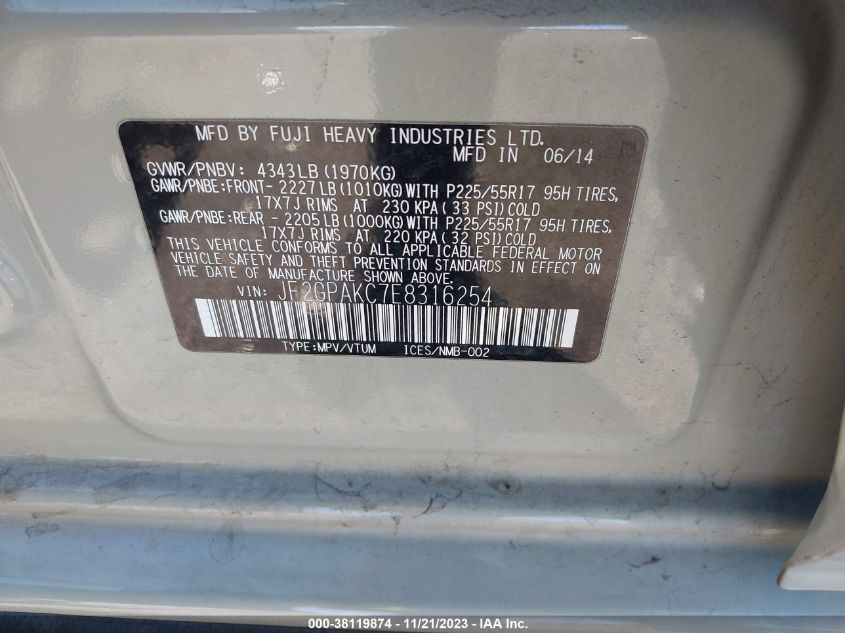 MFD BY FUJI HEAVY INDUSTRIES LTD.
MFD IN 06/14
GVWR/PNBV: 4343LB (1970KG)
GAWR/PNBE:FRONT- 2227LB(1010KG)WITH P225/55R17 95H TIRES,
17X7J RIMS AT 230 KPA(33 PSI)COLD
GAWR/PNBE:REAR - 2205LB(1000KG)WITH P225/55R17 95H TIRES,
17X7J RIMS AT 220 KPA(32 PSI)COLD
THIS VEHICLE CONFORMS TO ALL APPLICABLE FEDERAL MOTOR
VEHICLE SAFETY AND THEFT PREVENTION STANDARDS IN EFFECT ON
THE DATE OF MANUFACTURE SHOWN ABOVE.
VIN: JF2GPAKC7E8316254
TYPE:MPV/VTUM ICES/NMB-002
000-38119874 - 11/21/2023 - © IAA Inc.